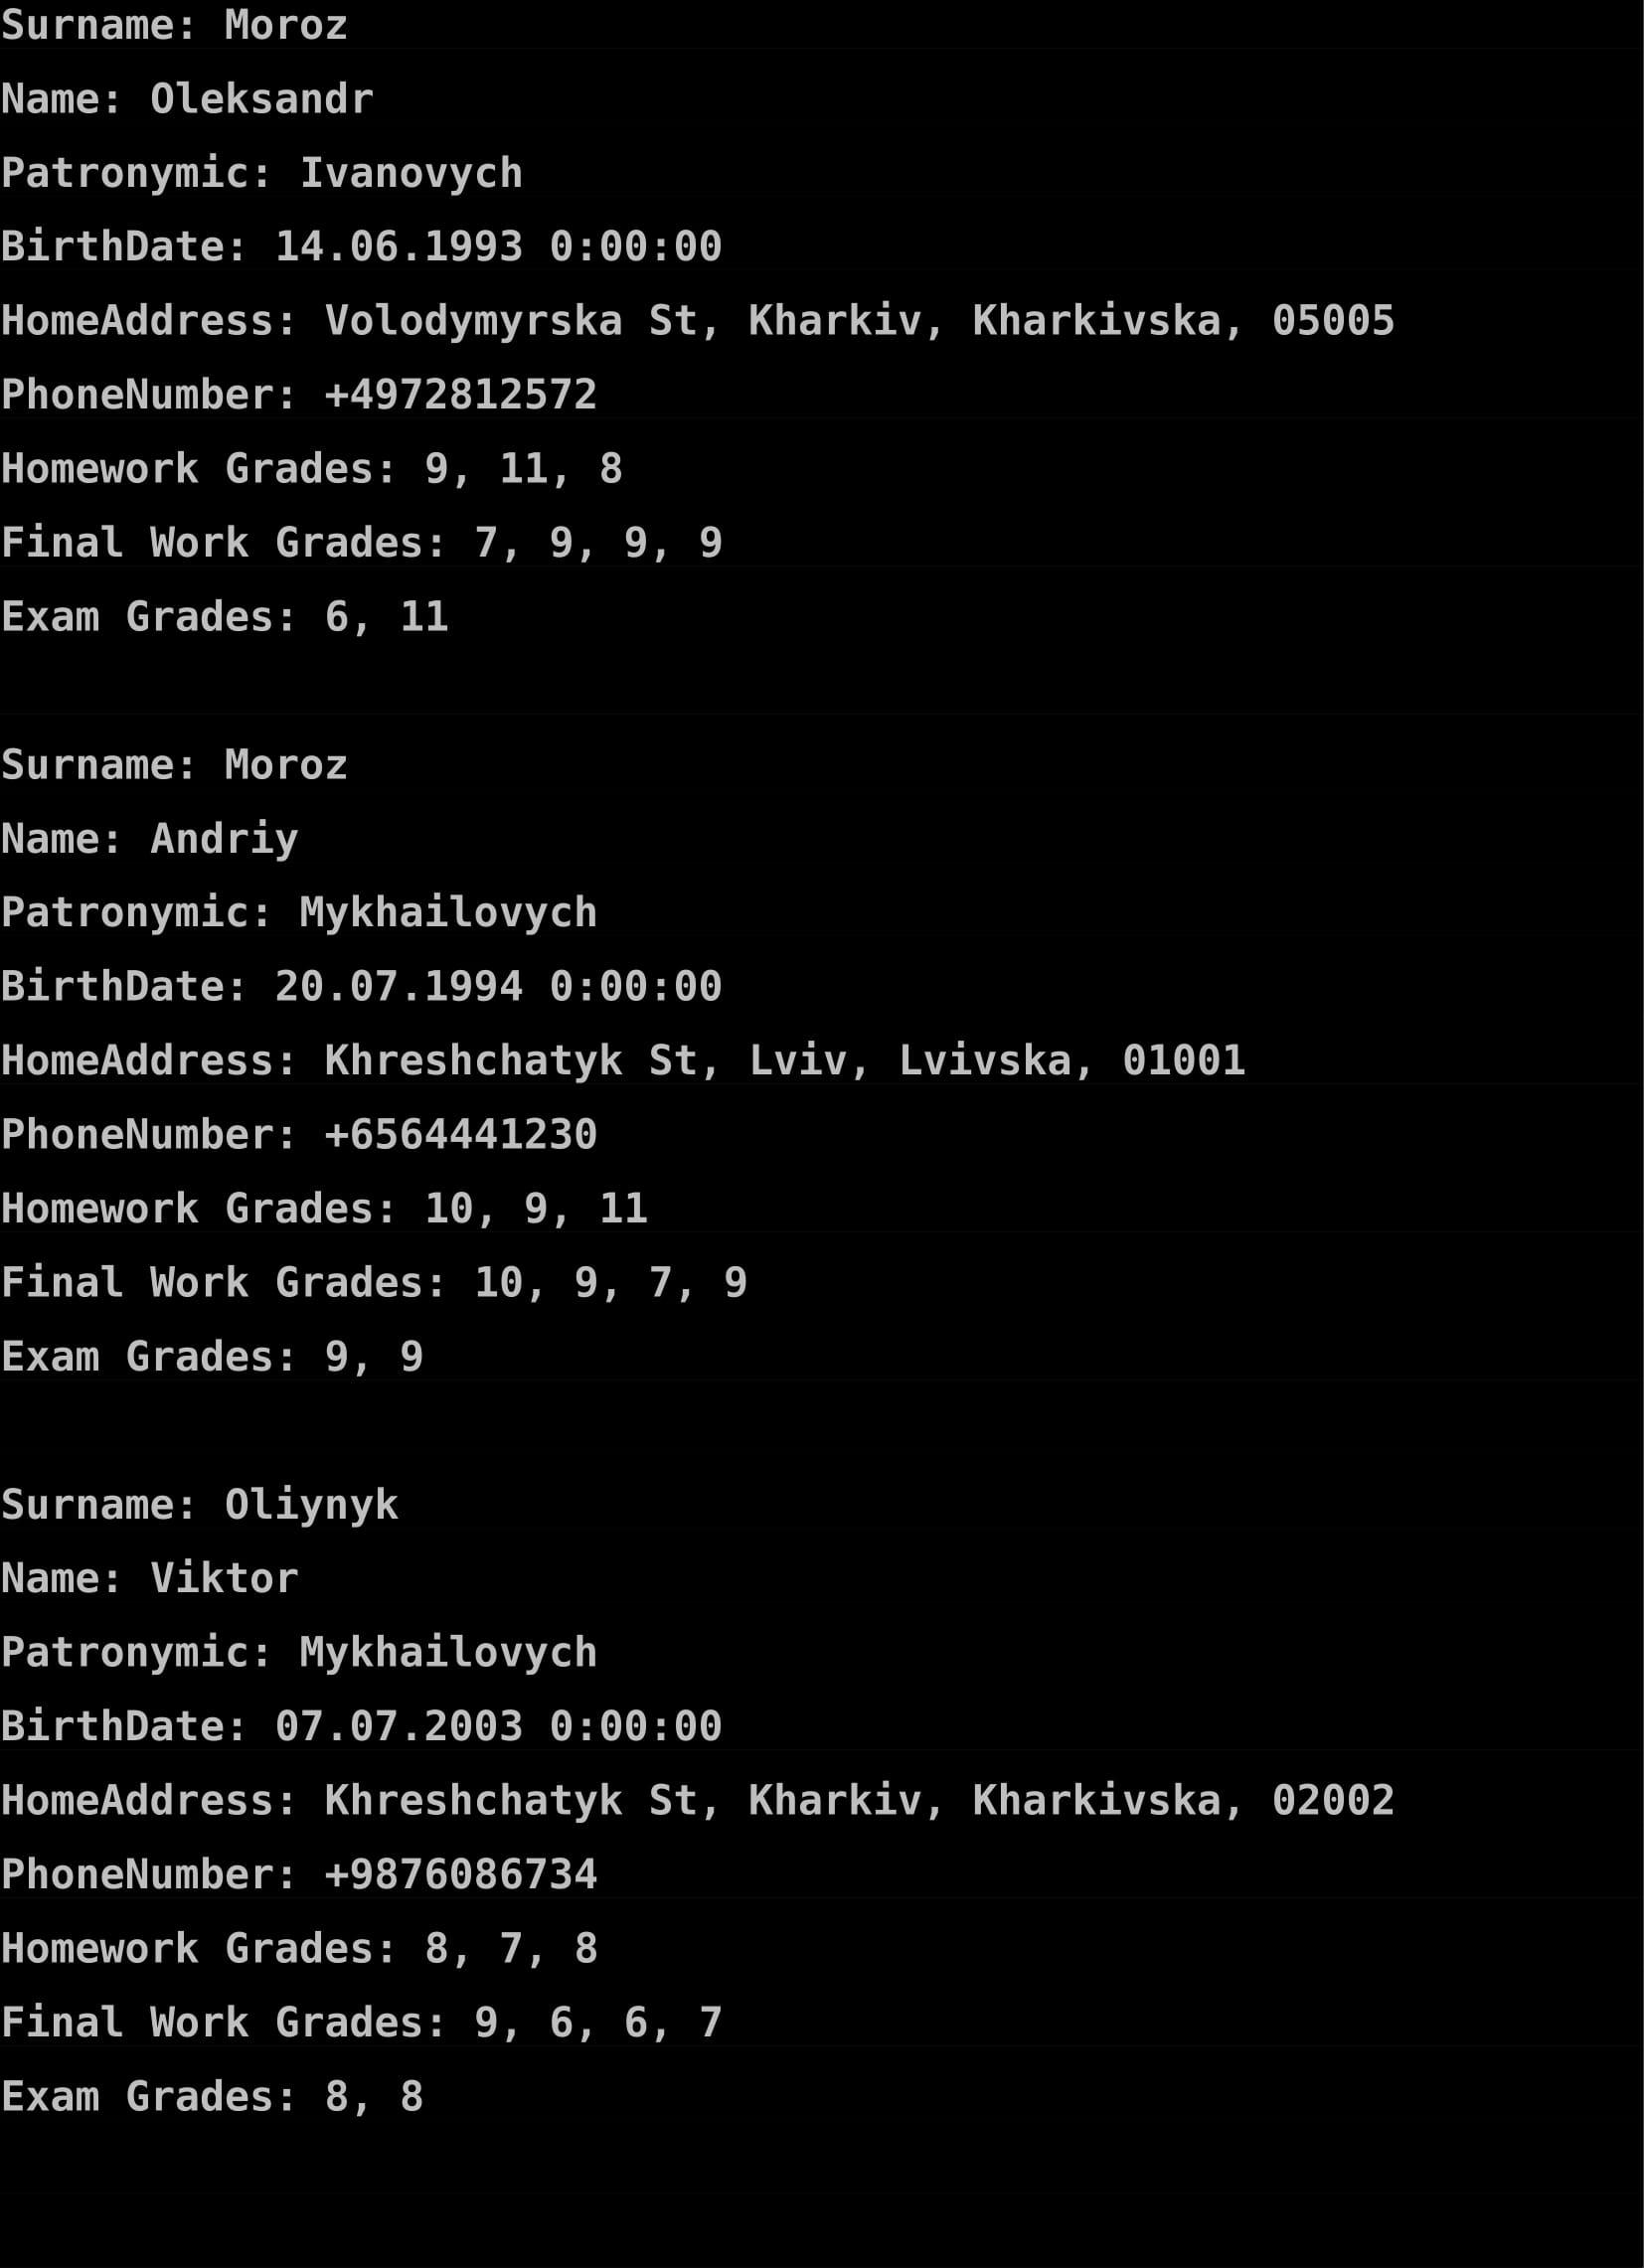 Surname: Moroz
Name: Oleksandr
Patronymic: Ivanovych
BirthDate: 14.06.1993 0:00:00
HomeAddress: Volodymyrska St, Kharkiv, Kharkivska, 05005
PhoneNumber: +4972812572
Homework Grades: 9, 11, 8
Final Work Grades: 7, 9, 9, 9
Exam Grades: 6, 11
Surname: Moroz
Name: Andriy
Patronymic: Mykhailovych
BirthDate: 20.07.1994 0:00:00
HomeAddress: Khreshchatyk St, Lviv, Lvivska, 01001
PhoneNumber: +6564441230
Homework Grades: 10, 9, 11
Final Work Grades: 10, 9, 7, 9
Exam Grades: 9, 9
Surname: Oliynyk
Name: Viktor
Patronymic: Mykhailovych
BirthDate: 07.07.2003 0:00:00
HomeAddress: Khreshchatyk St, Kharkiv, Kharkivska, 02002
PhoneNumber: +9876086734
Homework Grades: 8, 7, 8
Final Work Grades: 9, 6, 6, 7
Exam Grades: 8, 8